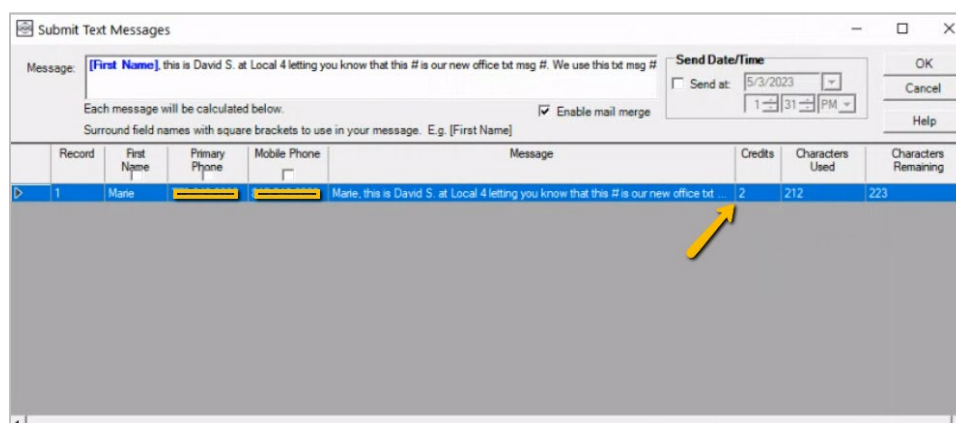 Submit Text Messages
Message: [First Name], this is David S. at Local 4 letting you know that this # is our new office txt msg #. We use this txt msg #
Send Date/Time
Send at: 5/3/2023
1 : 31 : PM
OK
Cancel
Help
Each message will be calculated below.
Enable mail merge
Surround field names with square brackets to use in your message. E.g. [First Name]
Record First Name Primary Phone Mobile Phone Message Credits Characters Used Characters Remaining
1 Marie Marie, this is David S. at Local 4 letting you know that this # is our new office txt ... 2 212 223